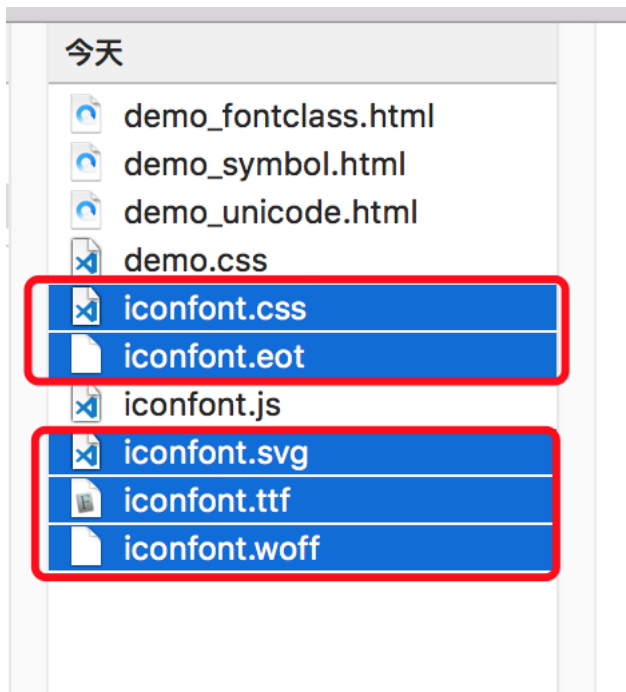 今天
demo_fontclass.html
demo_symbol.html
demo_unicode.html
demo.css
iconfont.css
iconfont.eot
iconfont.js
iconfont.svg
iconfont.ttf
iconfont.woff